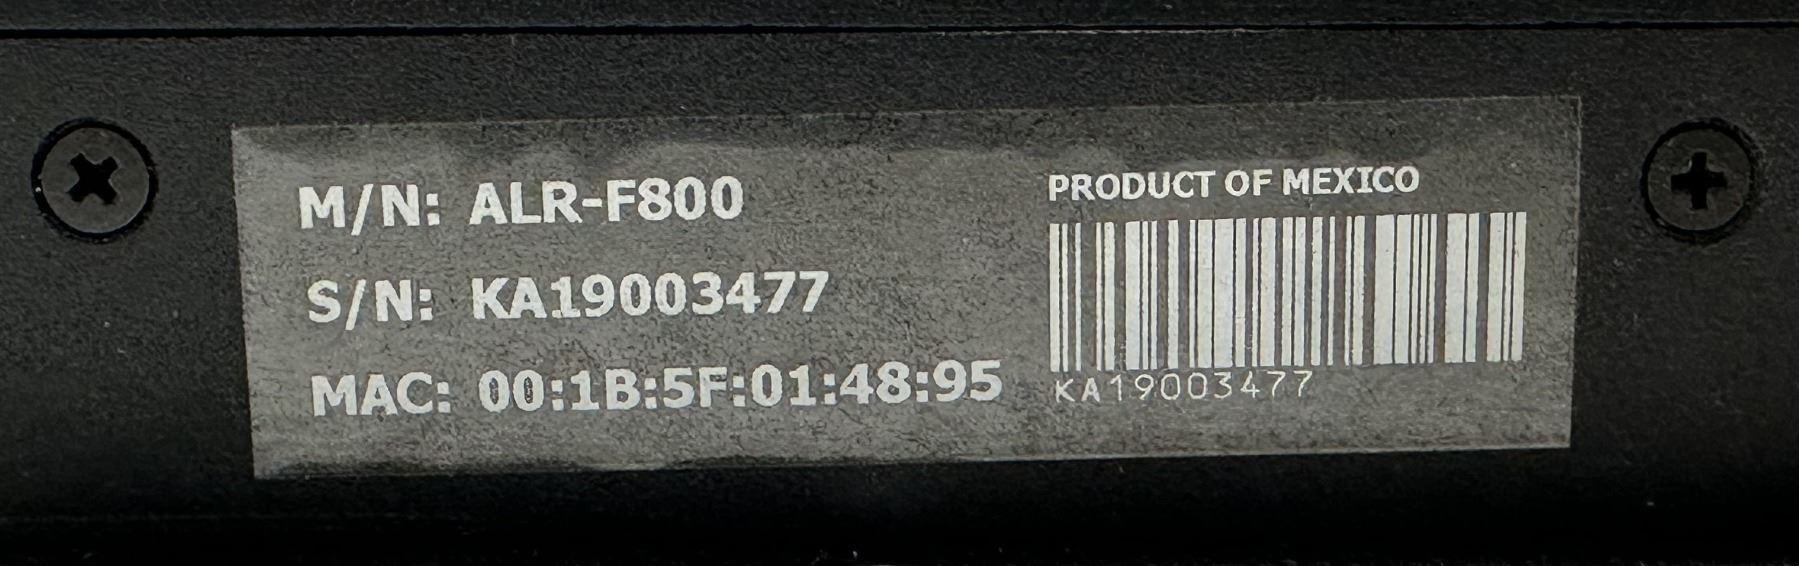 M/N: ALR-F800
S/N: KA19003477
MAC: 00:1B:5F:01:48:95
PRODUCT OF MEXICO
KA19003477